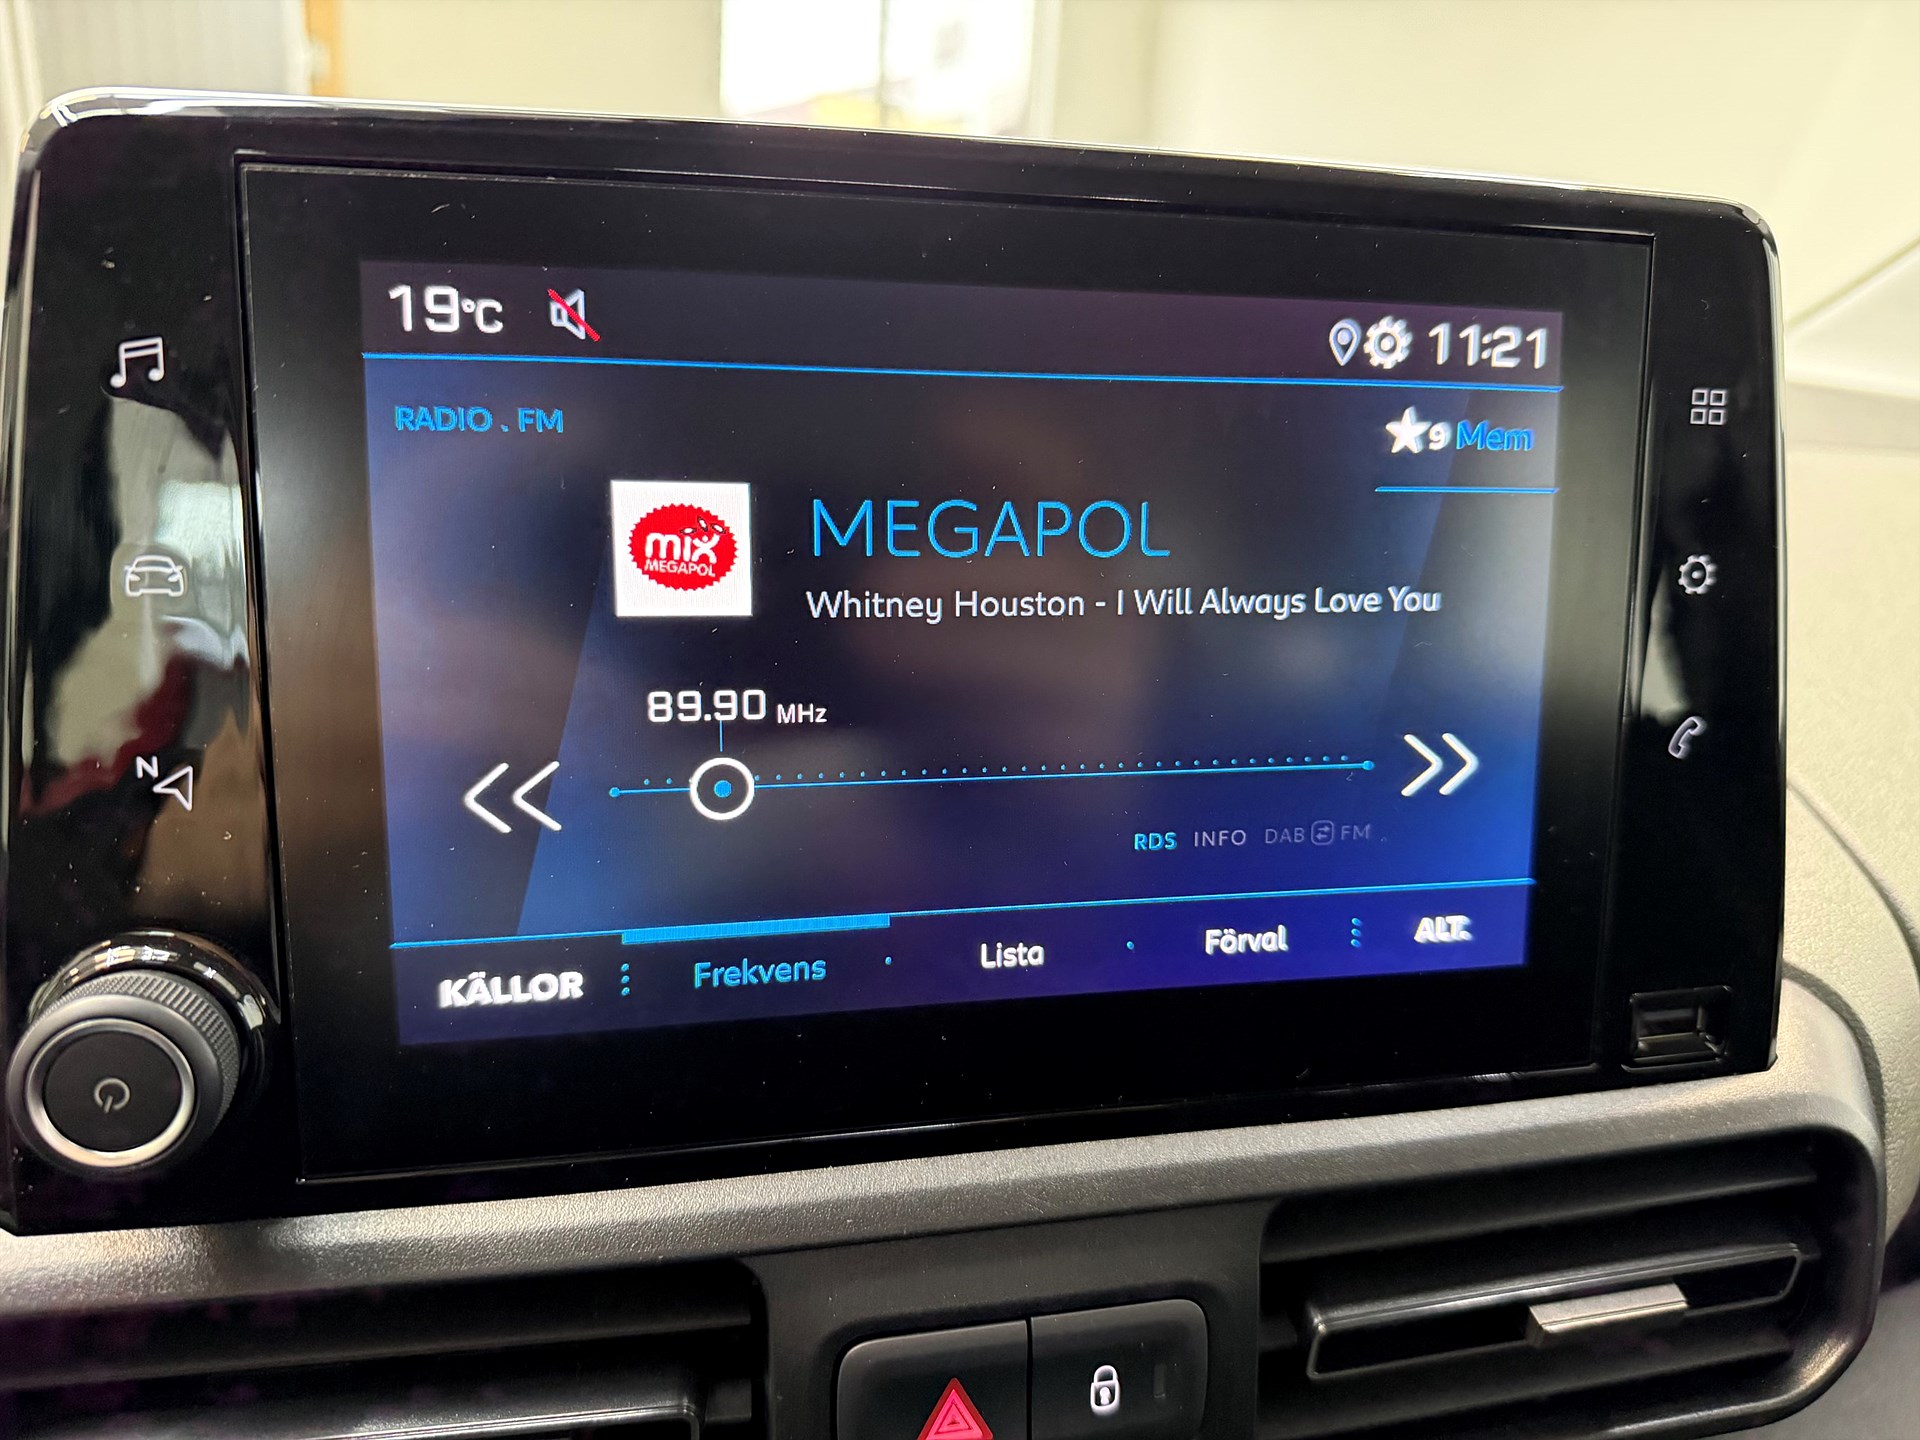 19°C 11:21
RADIO . FM
9 Mem
mix
MEGAPOL
MEGAPOL
Whitney Houston - I Will Always Love You
89.90 MHz
N
RDS INFO DAB FM
KÄLLOR Frekvens Lista Förval ALT.